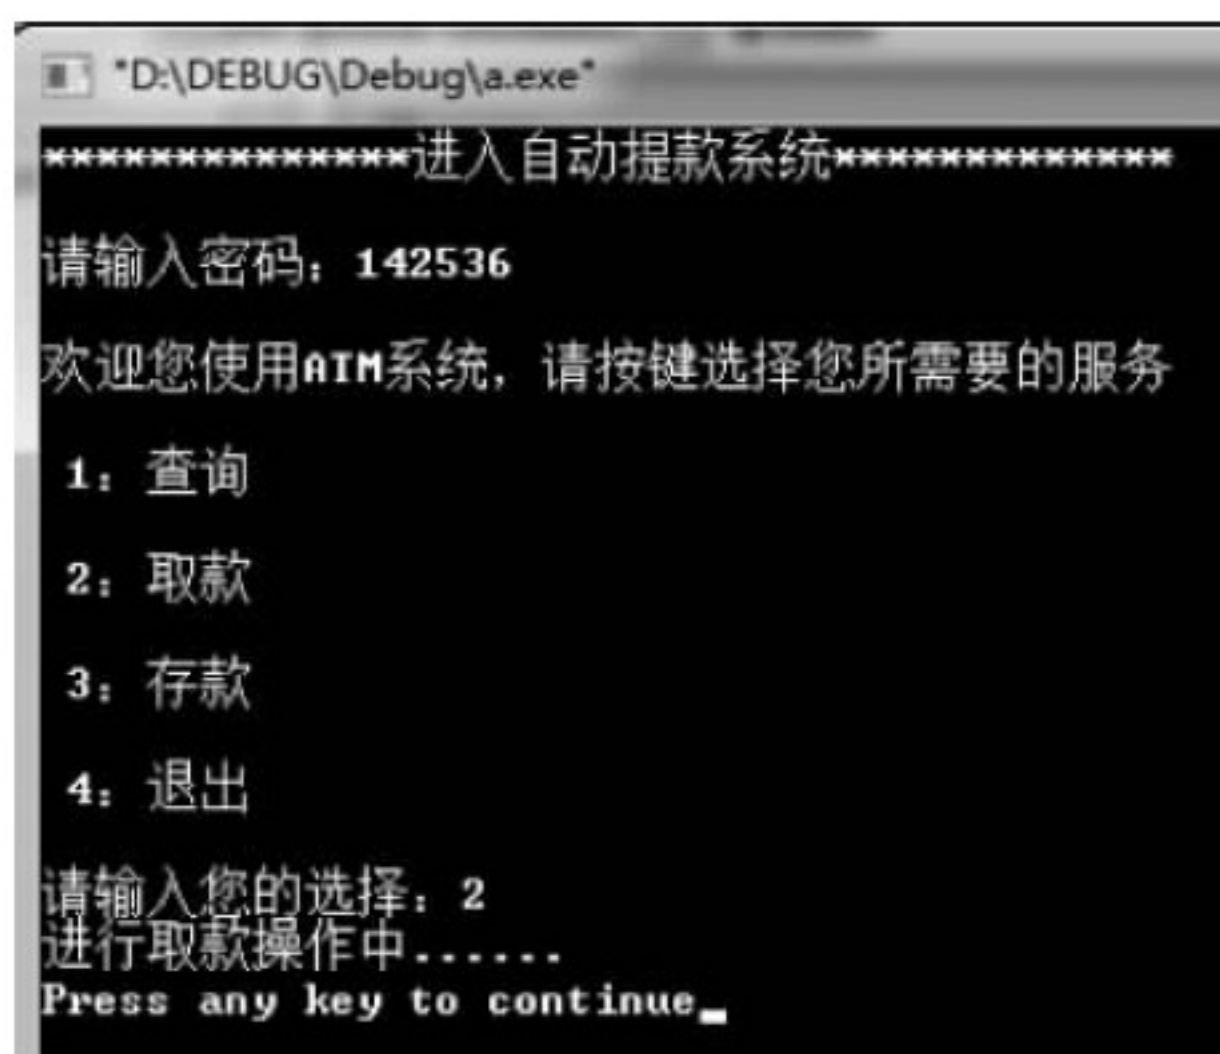 "D:\DEBUG\Debug\a.exe"
**************进入自动提款系统*************
请输入密码：142536
欢迎您使用ATM系统，请按键选择您所需要的服务
1：查询
2：取款
3：存款
4：退出
请输入您的选择：2
进行取款操作中......
Press any key to continue_